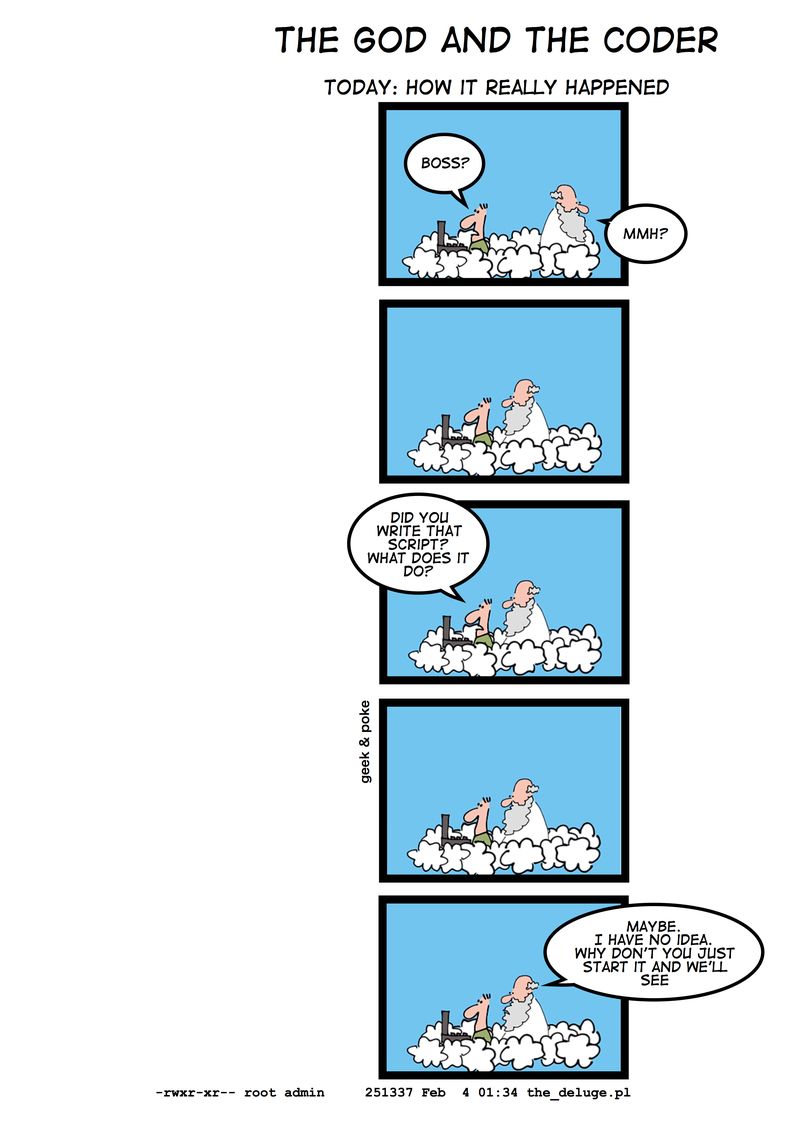 THE GOD AND THE CODER
TODAY: HOW IT REALLY HAPPENED
BOSS?
MMH?
DID YOU
WRITE THAT
SCRIPT?
WHAT DOES IT
DO?
geek & poke
MAYBE.
I HAVE NO IDEA.
WHY DON'T YOU JUST
START IT AND WE'LL
SEE
-rwxr-xr-- root admin 251337 Feb 4 01:34 the_deluge.pl